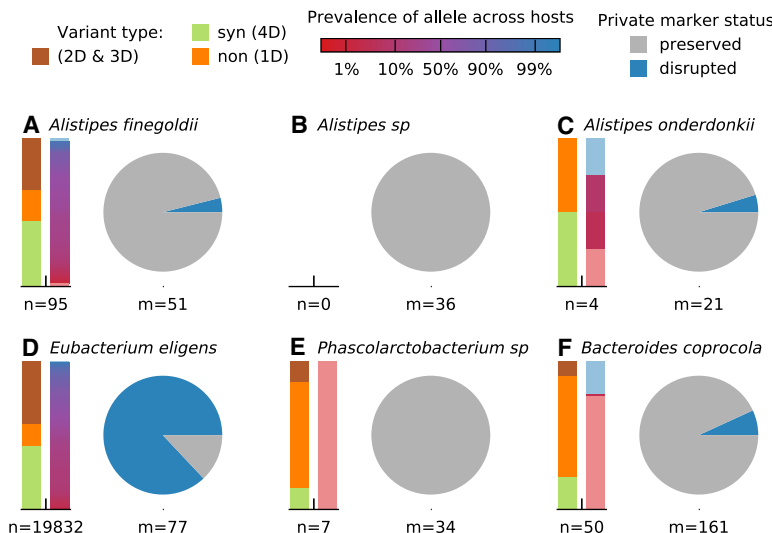 Variant type:
(2D & 3D)
syn (4D)
non (1D)
Prevalence of allele across hosts
1% 10% 50% 90% 99%
Private marker status
preserved
disrupted
A Alistipes finegoldii
n=95 m=51
B Alistipes sp
n=0 m=36
C Alistipes onderdonkii
n=4 m=21
D Eubacterium eligens
n=19832 m=77
E Phascolarctobacterium sp
n=7 m=34
F Bacteroides coprocola
n=50 m=161